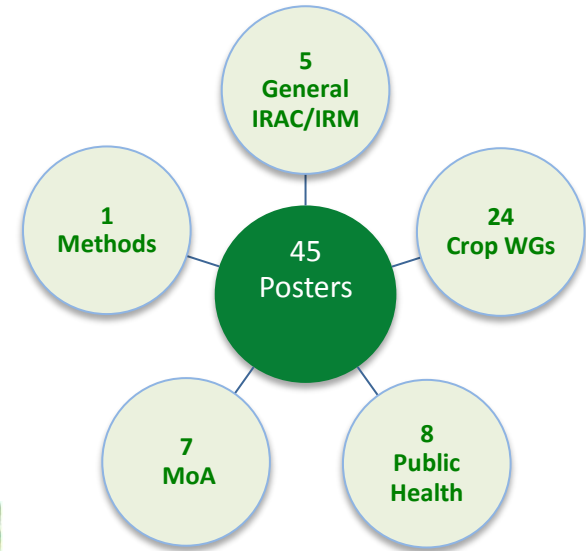 5
General
IRAC/IRM
1
Methods
24
Crop WGs
45
Posters
7
MoA
8
Public
Health